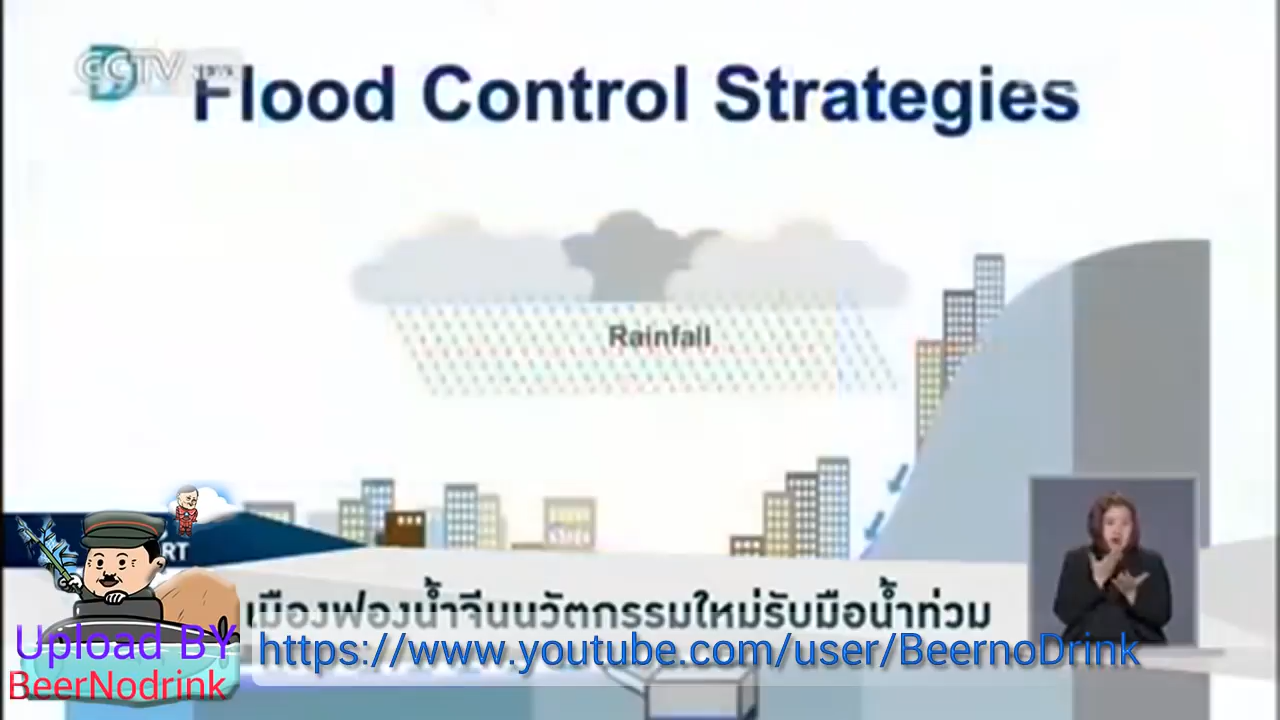 CCTV
Flood Control Strategies
Rainfall
RT
เมืองฟองน้ำจีนนวัตกรรมใหม่รับมือน้ำท่วม
Upload BY
https://www.youtube.com/user/BeernoDrink
BeerNodrink